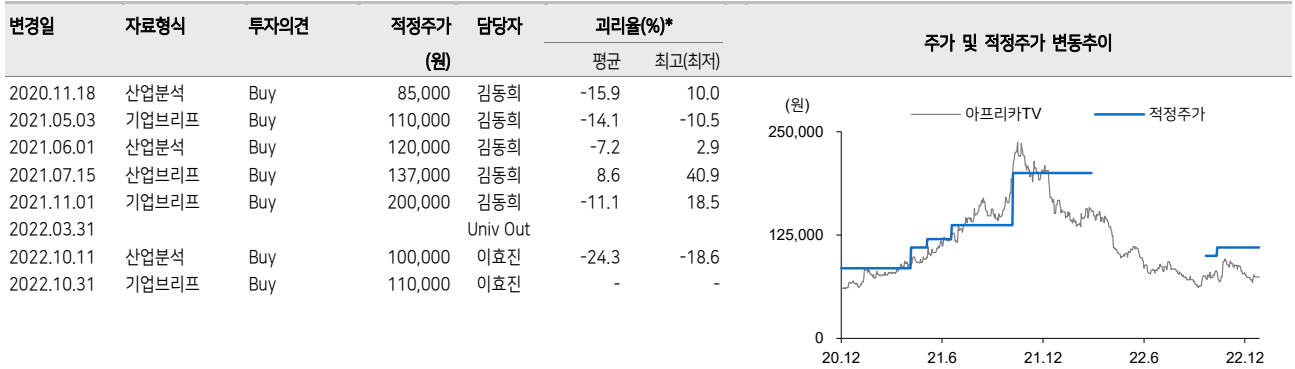 변경일 자료형식 투자의견 적정주가 담당자 괴리율(%)*
(원) 평균 최고(최저)
2020.11.18 산업분석 Buy 85,000 김동희 -15.9 10.0
2021.05.03 기업브리프 Buy 110,000 김동희 -14.1 -10.5
2021.06.01 산업분석 Buy 120,000 김동희 -7.2 2.9
2021.07.15 산업브리프 Buy 137,000 김동희 8.6 40.9
2021.11.01 기업브리프 Buy 200,000 김동희 -11.1 18.5
2022.03.31 Univ Out
2022.10.11 산업분석 Buy 100,000 이효진 -24.3 -18.6
2022.10.31 기업브리프 Buy 110,000 이효진 - -
주가 및 적정주가 변동추이
(원)
아프리카TV 적정주가
250,000
125,000
0
20.12 21.6 21.12 22.6 22.12